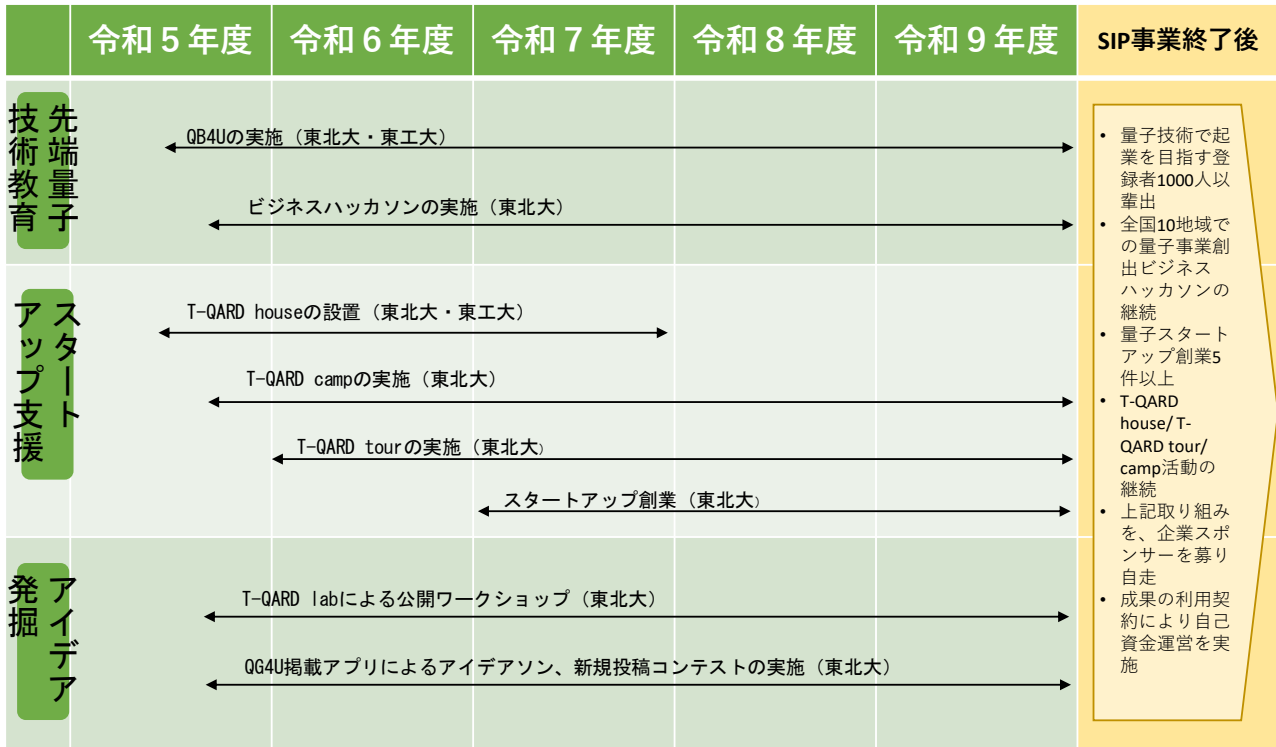 令和５年度
令和６年度
令和７年度
令和８年度
令和９年度
SIP事業終了後
先端量子
技術教育
QB4Uの実施（東北大・東工大）
ビジネスハッカソンの実施（東北大）
スタート
アップ支援
T-QARD houseの設置（東北大・東工大）
T-QARD campの実施（東北大）
T-QARD tourの実施（東北大）
スタートアップ創業（東北大）
アイデア
発掘
T-QARD labによる公開ワークショップ（東北大）
QG4U掲載アプリによるアイデアソン、新規投稿コンテストの実施（東北大）
• 量子技術で起
業を目指す登
録者1000人以
輩出
• 全国10地域で
の量子事業創
出ビジネス
ハッカソンの
継続
• 量子スタート
アップ創業5
件以上
• T-QARD
house/ T-
QARD tour/
camp活動の
継続
• 上記取り組み
を、企業スポ
ンサーを募り
自走
• 成果の利用契
約により自己
資金運営を実
施